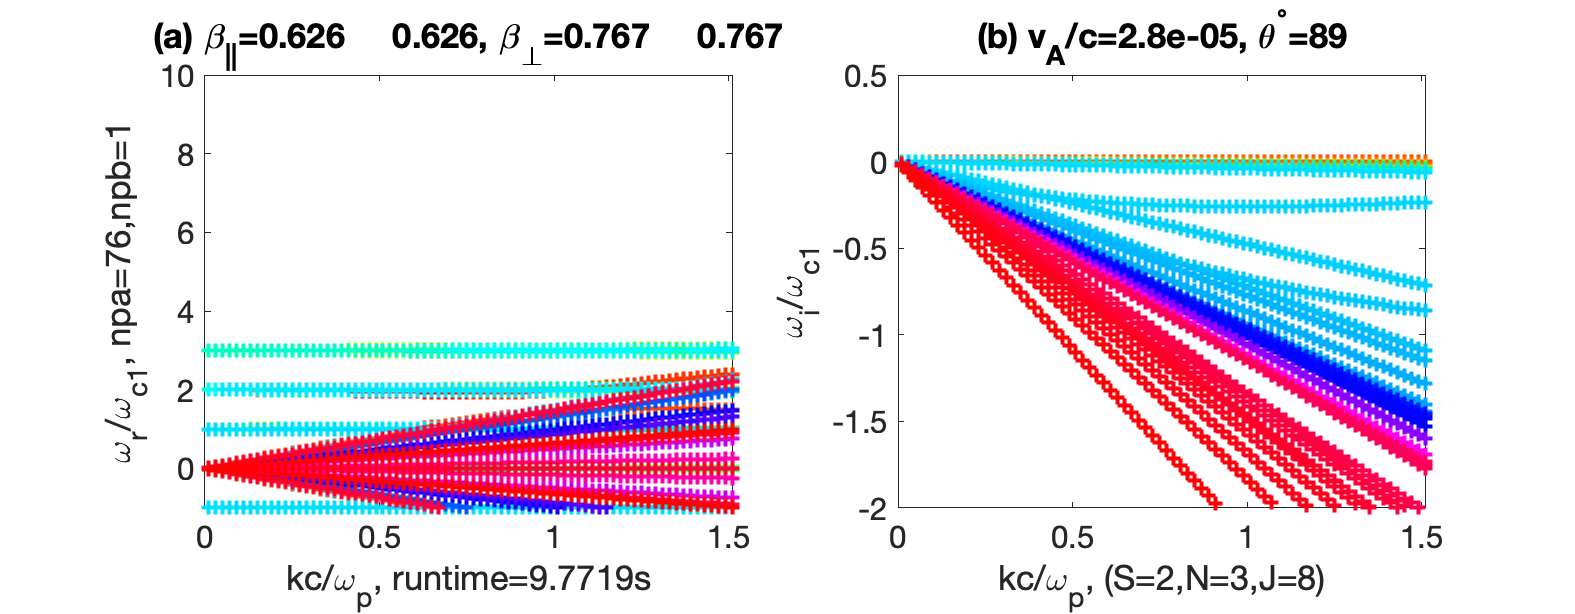 (a) β∥=0.626 0.626, β⊥=0.767 0.767
10
8
6
4
2
0
ωr/ωc1, npa=76,npb=1
0 0.5 1 1.5
kc/ωp, runtime=9.7719s
(b) vA/c=2.8e-05, θ°=89
0.5
0
-0.5
-1
-1.5
-2
ωi/ωc1
0 0.5 1 1.5
kc/ωp, (S=2,N=3,J=8)